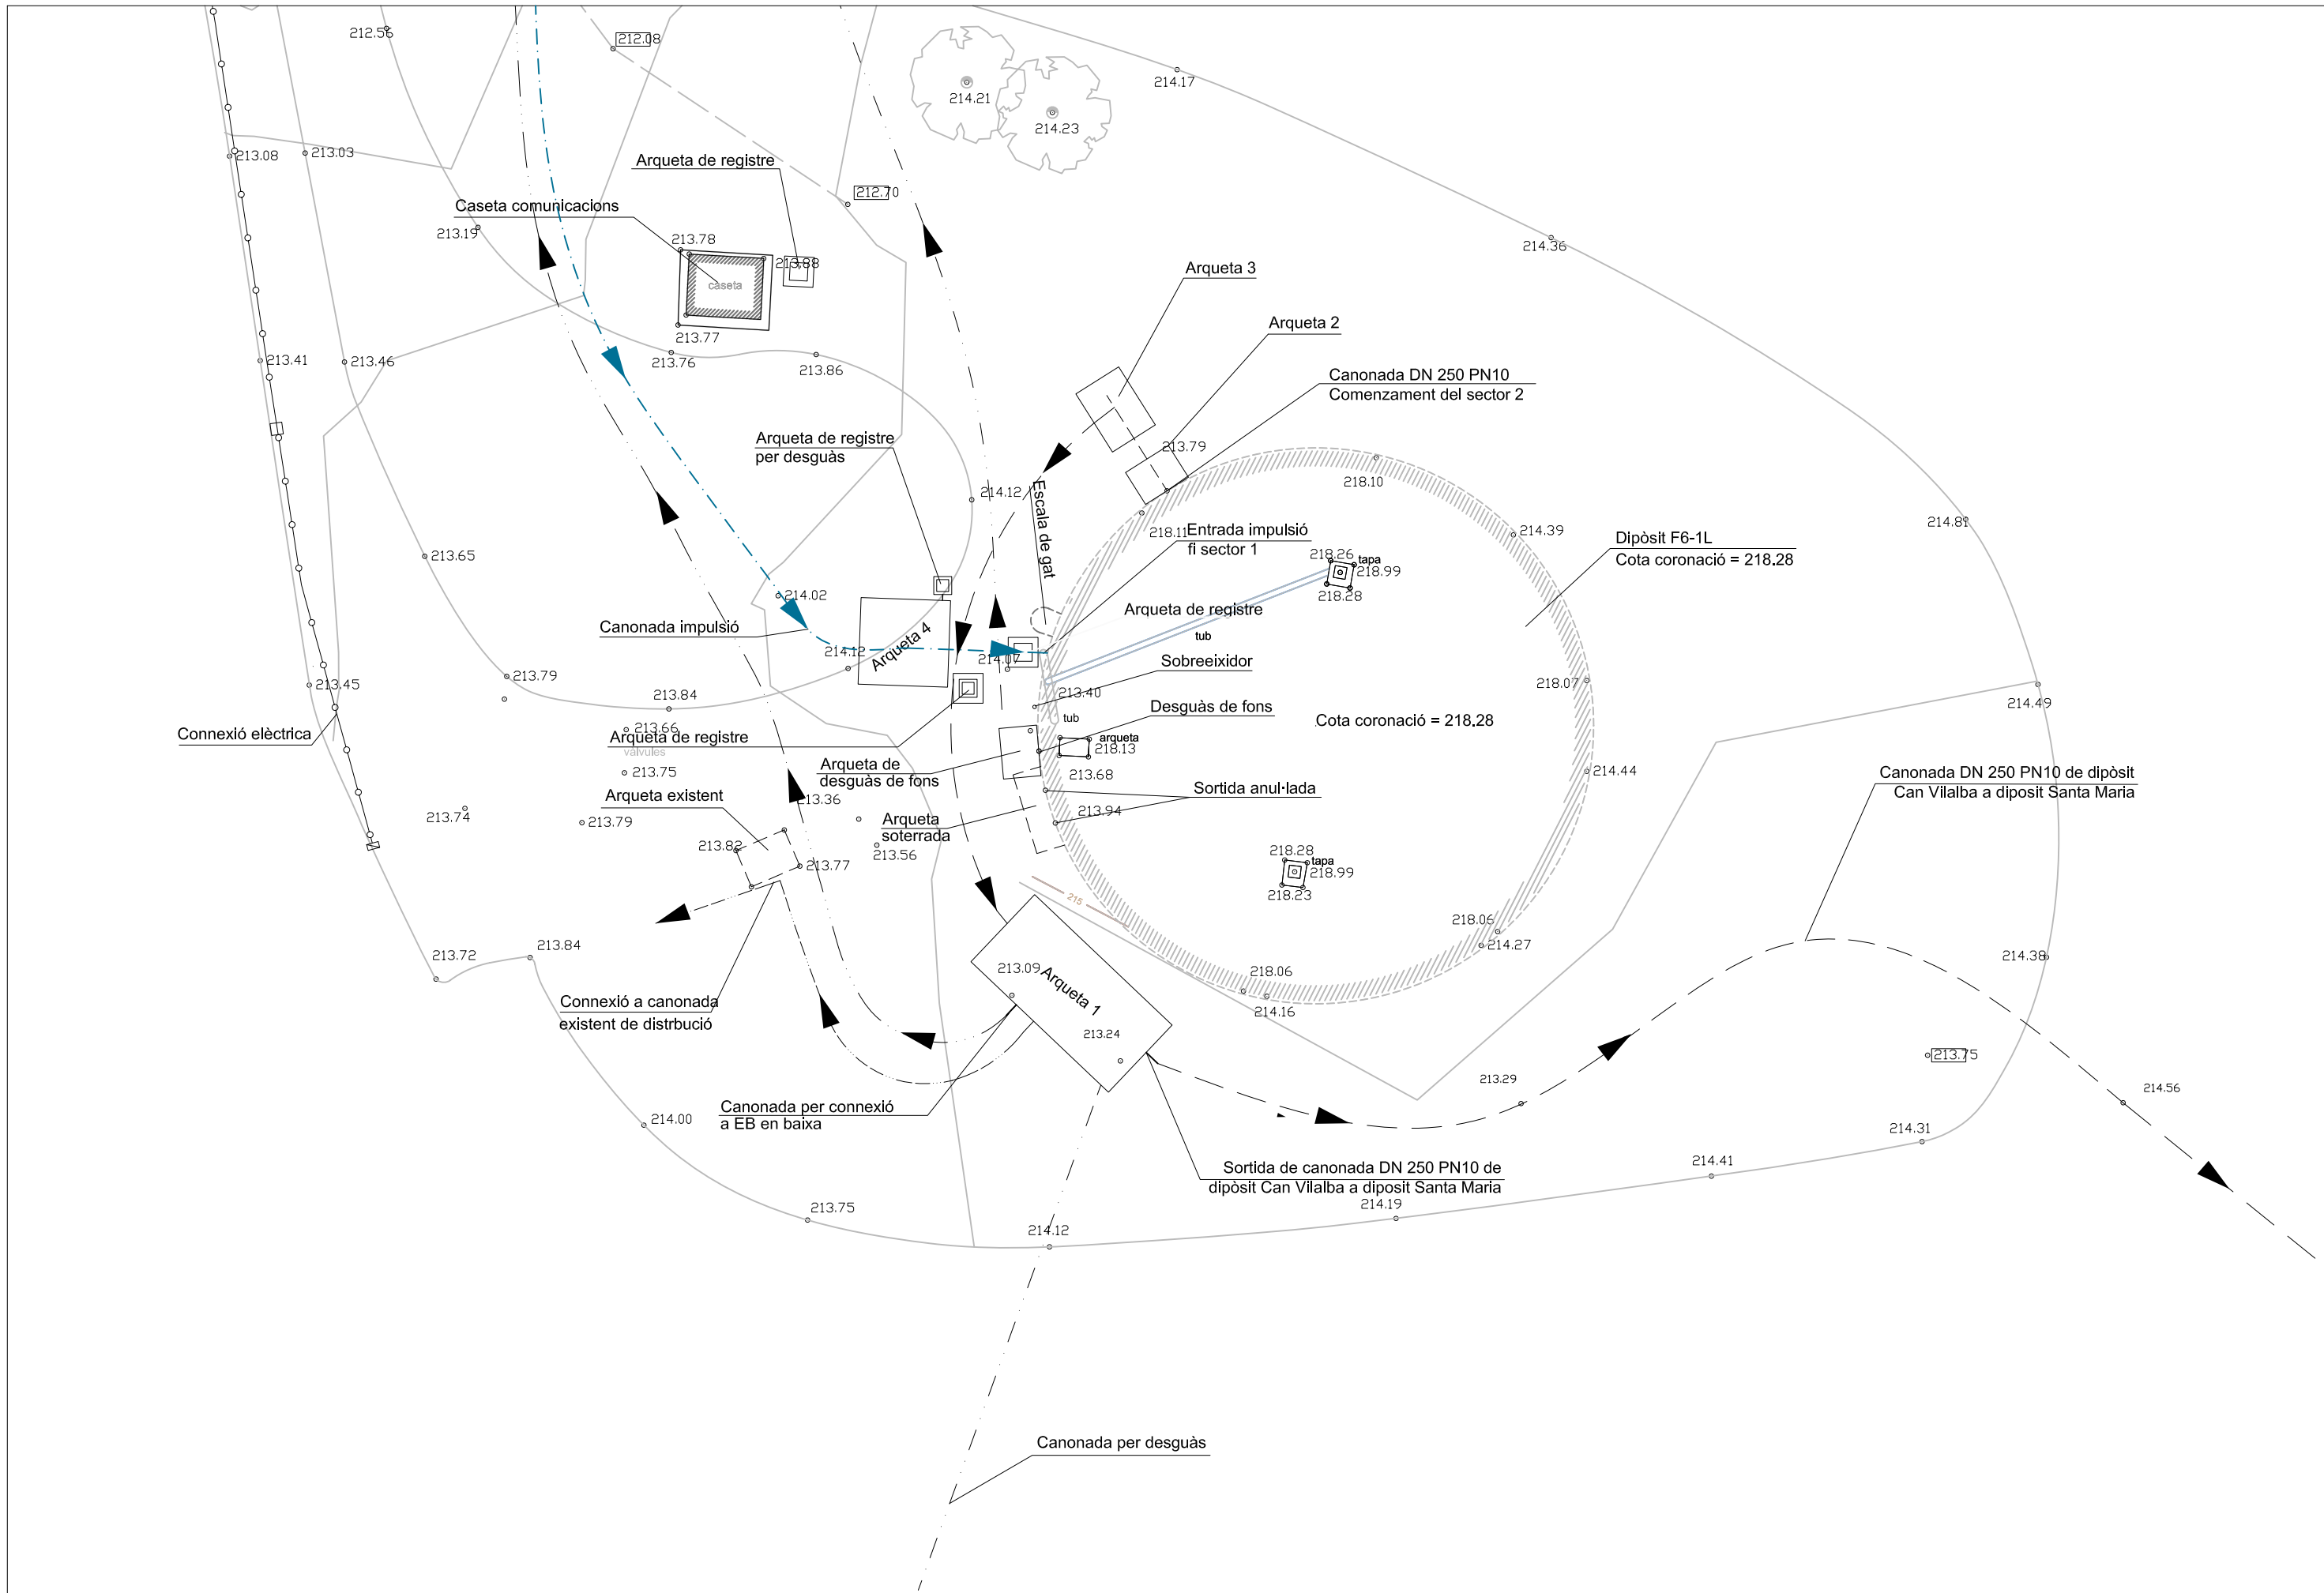 212.56
212.08
214.21
214.17
214.23
213.08
213.03
Arqueta de registre
212.70
Caseta comunicacions
213.19
213.78
213.88
caseta
214.36
Arqueta 3
213.77
213.76
213.86
213.41
213.46
Arqueta 2
Canonada DN 250 PN10
Comenzament del sector 2
Arqueta de registre
per desguàs
213.79
218.10
214.12
Escala de gat
218.11
Entrada impulsió
fi sector 1
214.39
214.81
Dipòsit F6-1L
Cota coronació = 218.28
213.65
218.26
tapa
218.99
218.28
214.02
Arqueta de registre
tub
Canonada impulsió
Arqueta 4
214.12
214.07
Sobreeixidor
213.45
213.79
213.84
213.40
218.07
214.49
Desguàs de fons
tub
Cota coronació = 218.28
Connexió elèctrica
213.66
Arqueta de registre
vàlvules
arqueta
218.13
213.75
Arqueta de
desguàs de fons
213.68
214.44
Canonada DN 250 PN10 de dipòsit
Can Vilalba a diposit Santa Maria
Arqueta existent
213.36
Sortida anul·lada
213.74
213.79
Arqueta
soterrada
213.94
213.82
213.56
213.77
218.28
tapa
218.99
218.23
215
218.06
214.27
213.72
213.84
213.09
Arqueta 1
218.06
214.16
214.38
Connexió a canonada
existent de distrbució
213.24
213.75
213.29
214.56
Canonada per connexió
a EB en baixa
214.00
214.31
214.41
Sortida de canonada DN 250 PN10 de
dipòsit Can Vilalba a diposit Santa Maria
213.75
214.12
214.19
Canonada per desguàs